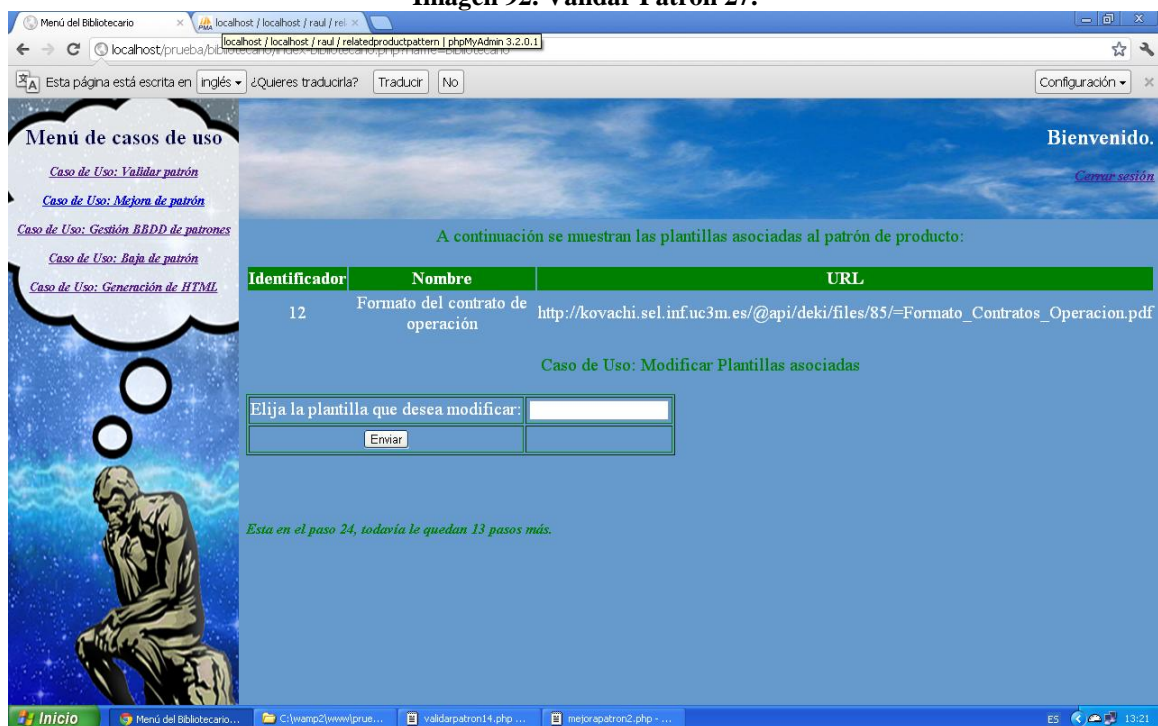 Imagen 92. Validar Patrón 27.
Menú del Bibliotecario
localhost / localhost / raul / rel
localhost / localhost / raul / relatedproductpattern | phpMyAdmin 3.2.0.1
localhost/prueba/bibliotecario/index-bibliotecario.php?name=Bibliotecario
Esta página está escrita en inglés ¿Quieres traducirla? Traducir No Configuración
Menú de casos de uso
Caso de Uso: Validar patrón
Caso de Uso: Mejora de patrón
Caso de Uso: Gestión BBDD de patrones
Caso de Uso: Baja de patrón
Caso de Uso: Generación de HTML
Bienvenido.
Cerrar sesión
A continuación se muestran las plantillas asociadas al patrón de producto:
Identificador Nombre URL
12 Formato del contrato de operación http://kovachi.sel.inf.uc3m.es/@api/deki/files/85/=Formato_Contratos_Operacion.pdf
Caso de Uso: Modificar Plantillas asociadas
Elija la plantilla que desea modificar:
Enviar
Esta en el paso 24, todavía le quedan 13 pasos más.
Inicio Menú del Bibliotecario... C:\wamp2\www\prue... validarpatron14.php ... mejorapatron2.php - ... ES 13:21